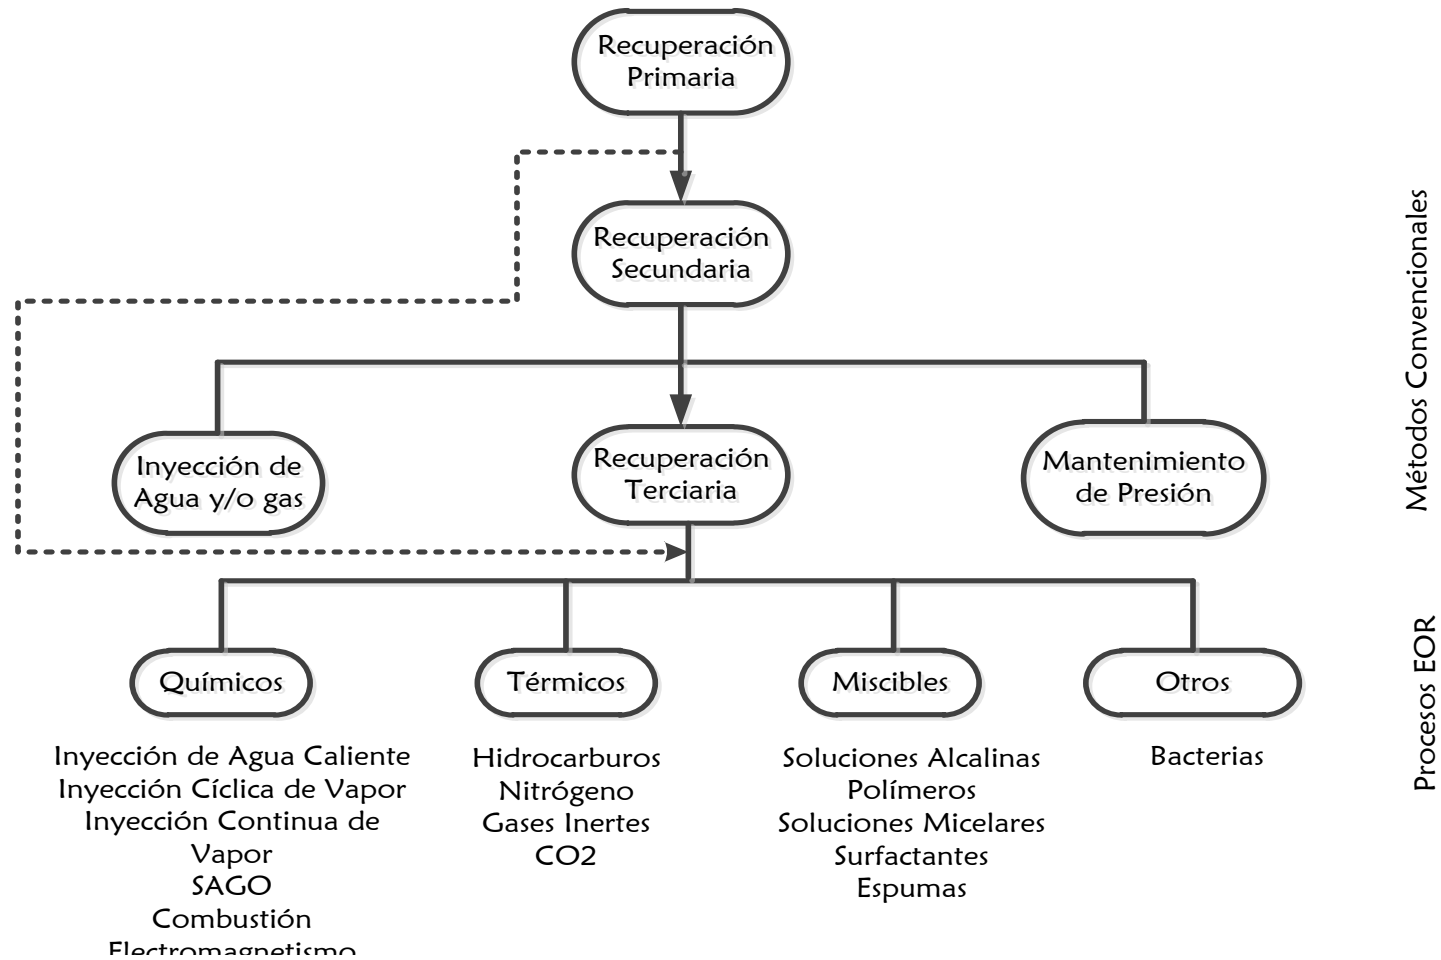 Recuperación
Primaria
Recuperación
Secundaria
Inyección de
Agua y/o gas
Recuperación
Terciaria
Mantenimiento
de Presión
Métodos Convencionales
Químicos
Térmicos
Miscibles
Otros
Inyección de Agua Caliente
Inyección Cíclica de Vapor
Inyección Continua de
Vapor
SAGO
Combustión
Electromagnetismo
Hidrocarburos
Nitrógeno
Gases Inertes
CO2
Soluciones Alcalinas
Polímeros
Soluciones Micelares
Surfactantes
Espumas
Bacterias
Procesos EOR